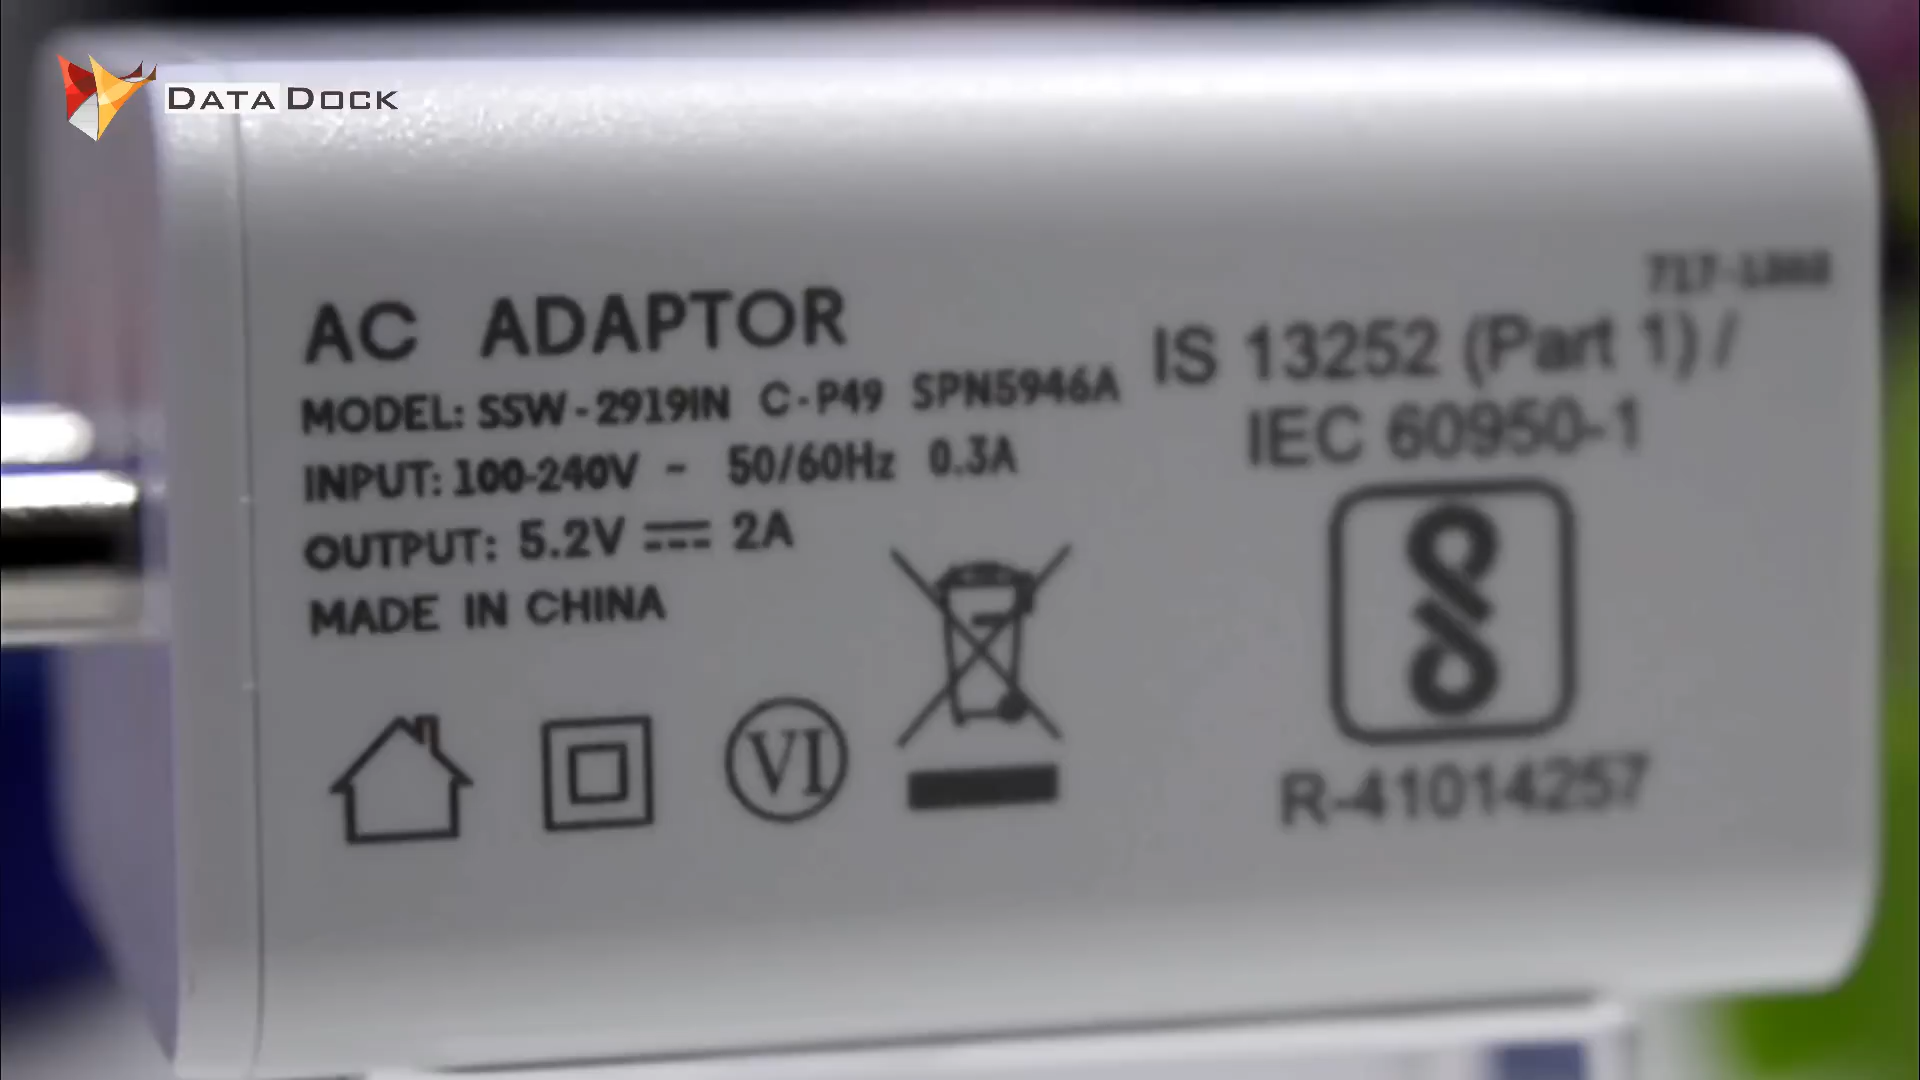 DATA DOCK
AC ADAPTOR
MODEL: SSW-2919IN C-P49 SPN5946A
INPUT: 100-240V ~ 50/60Hz 0.3A
OUTPUT: 5.2V ⎓ 2A
MADE IN CHINA
VI
IS 13252 (Part 1) /
IEC 60950-1
R-41014257